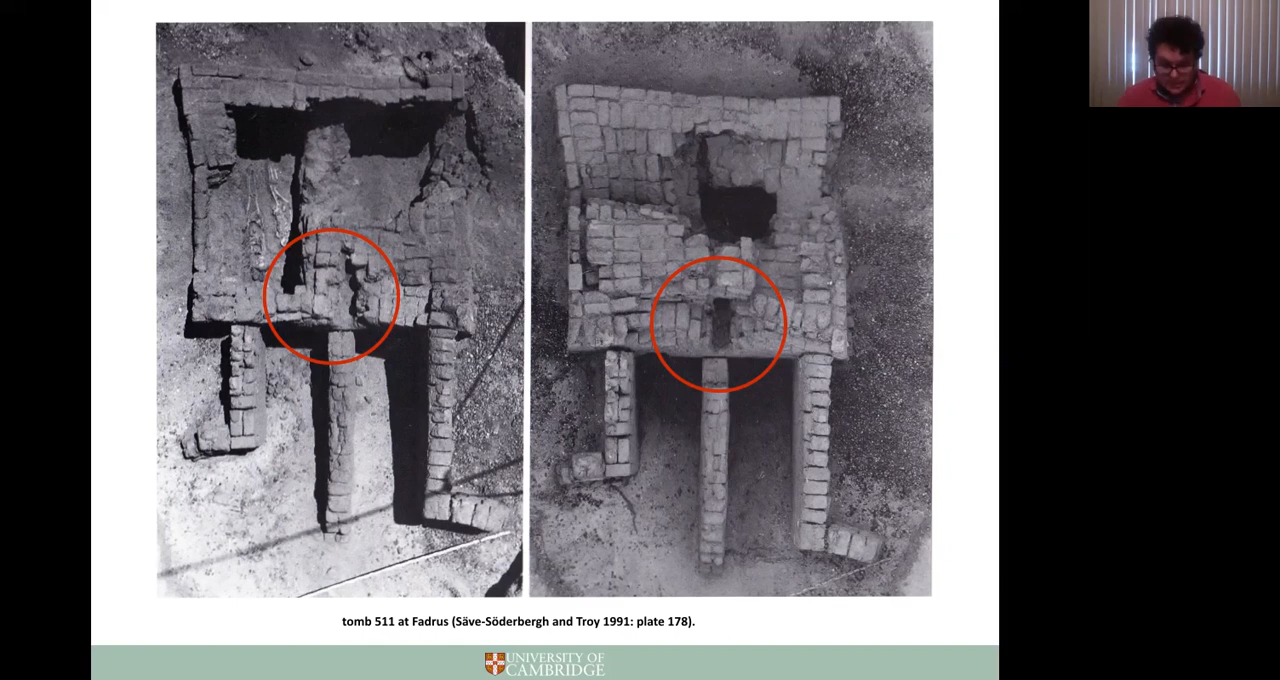 tomb 511 at Fadrus (Säve-Söderbergh and Troy 1991: plate 178).
UNIVERSITY OF
CAMBRIDGE